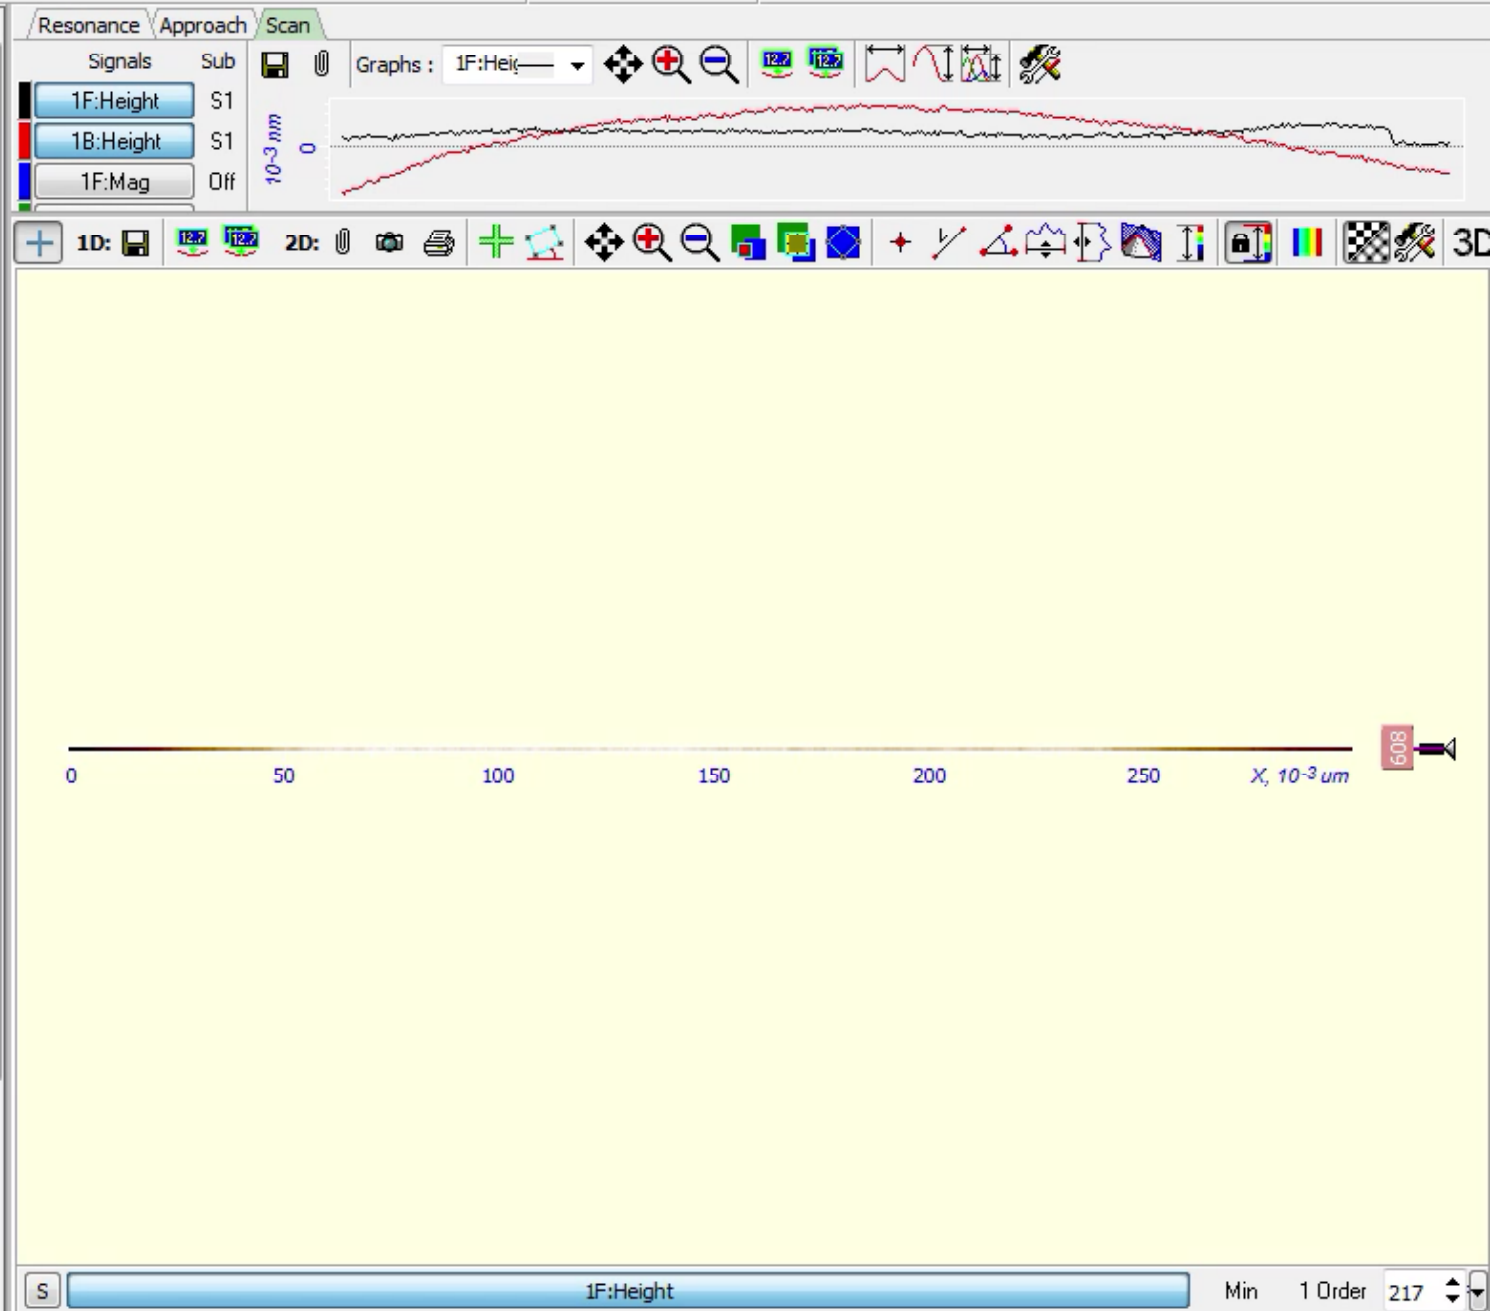 Resonance Approach Scan
Signals Sub Graphs : 1F:Heig
1F:Height S1
1B:Height S1
1F:Mag Off
10-3 nm
0
1D: 2D: 3D
608
0 50 100 150 200 250 X, 10-3 um
S 1F:Height Min 1 Order 217